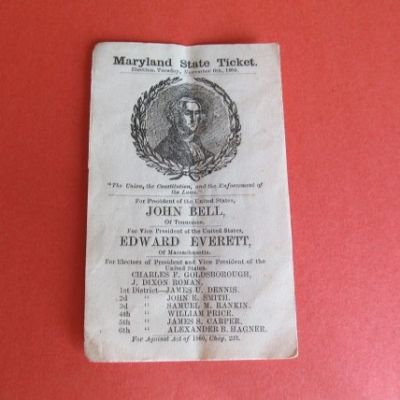 Maryland State Ticket.
Election, Tuesday, November 6th, 1860.
"The Union, the Constitution, and the Enforcement of
the Laws."
For President of the United States,
JOHN BELL,
Of Tennessee.
For Vice President of the United States,
EDWARD EVERETT,
Of Massachusetts.
For Electors of President and Vice President of the
United States.
CHARLES F. GOLDSBOROUGH,
J. DIXON ROMAN,
1st District—JAMES U. DENNIS.
2d " JOHN E. SMITH.
3d " SAMUEL M. RANKIN.
4th " WILLIAM PRICE.
5th " JAMES S. CARPER,
6th " ALEXANDER B. HAGNER.
For Against Act of 1860, Chap. 235.